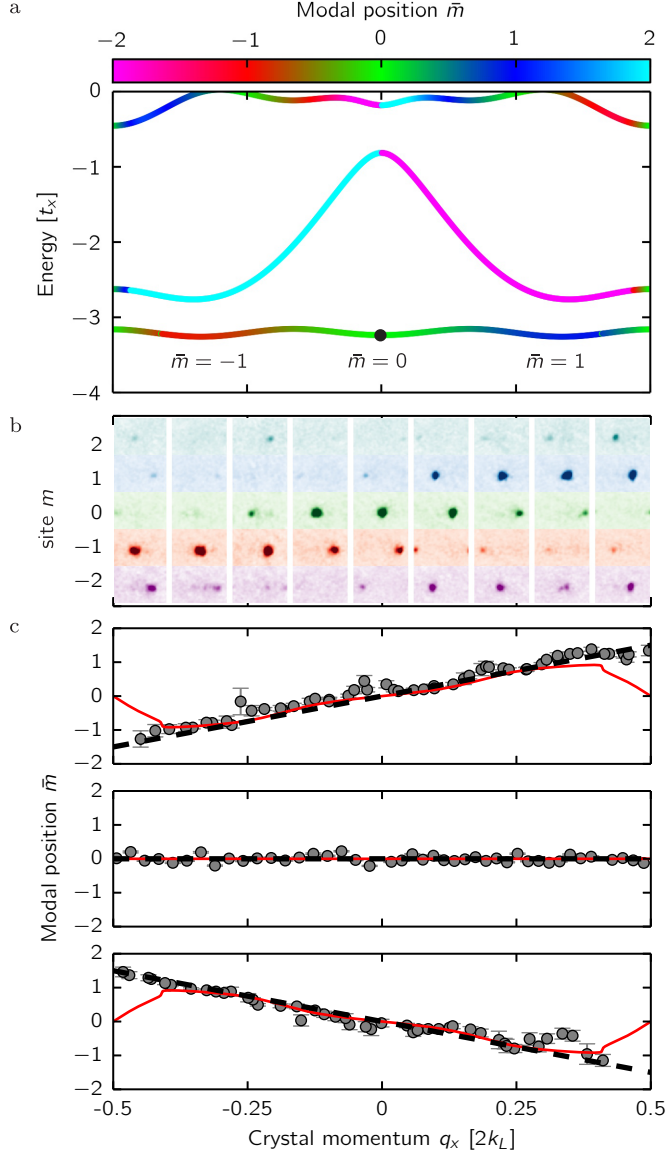 a
Modal position m̄
−2 −1 0 1 2
0
−1
−2
−3
−4
Energy [tₓ]
m̄ = −1 m̄ = 0 m̄ = 1
b
2
1
0
−1
−2
site m
c
2
1
0
−1
−2
2
1
0
−1
−2
2
1
0
−1
−2
Modal position m̄
-0.5 -0.25 0 0.25 0.5
Crystal momentum qₓ [2k_L]